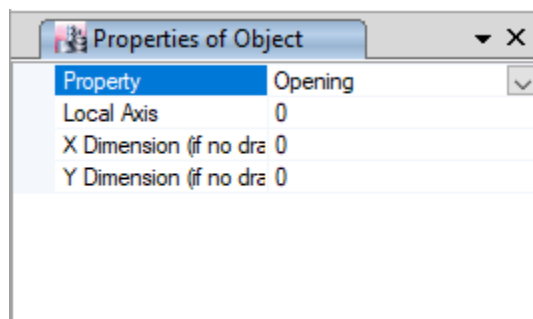 Properties of Object
Property Opening
Local Axis 0
X Dimension (if no dra 0
Y Dimension (if no dra 0